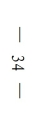 — 34 —